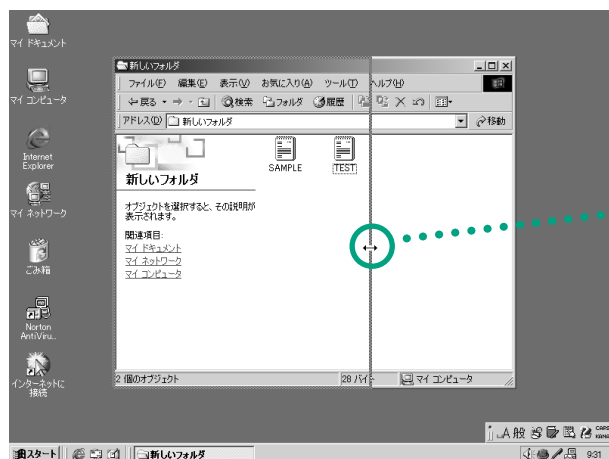 マイ ドキュメント
マイ コンピュータ
Internet
Explorer
マイ ネットワーク
ごみ箱
Norton
AntiViru...
インターネットに
接続
新しいフォルダ
ファイル(F) 編集(E) 表示(V) お気に入り(A) ツール(T) ヘルプ(H)
戻る 検索 フォルダ 履歴
アドレス(D) 新しいフォルダ 移動
新しいフォルダ
オブジェクトを選択すると、その説明が
表示されます。
関連項目:
マイ ドキュメント
マイ ネットワーク
マイ コンピュータ
SAMPLE TEST
2 個のオブジェクト 28 バイト マイ コンピュータ
A 般 CAPS
KANA
スタート 新しいフォルダ 9:31